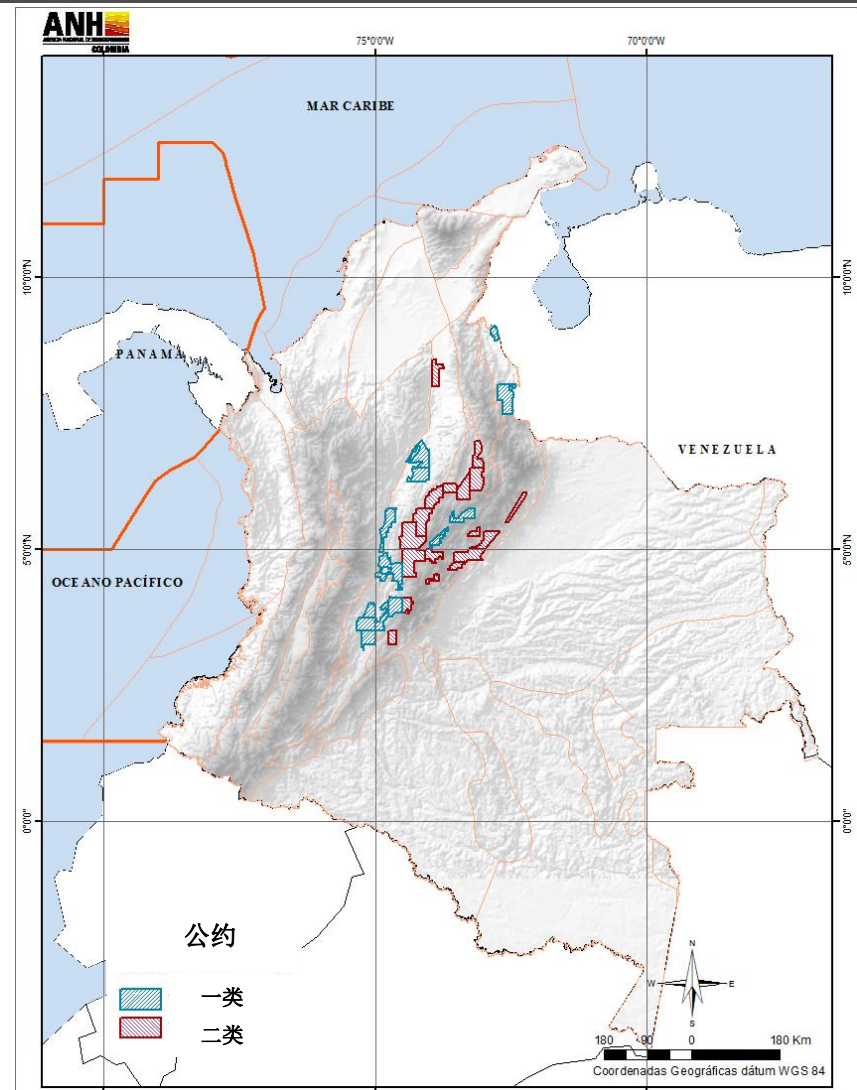 ANH
COLOMBIA
75°0'0"W
70°0'0"W
MAR CARIBE
10°0'0"N
10°0'0"N
PANAMA
VENEZUELA
5°0'0"N
5°0'0"N
OCEANO PACÍFICO
0°0'0"
0°0'0"
公约
一类
二类
N
W
E
S
180 90 0 180 Km
Coordenadas Geográficas dátum WGS 84